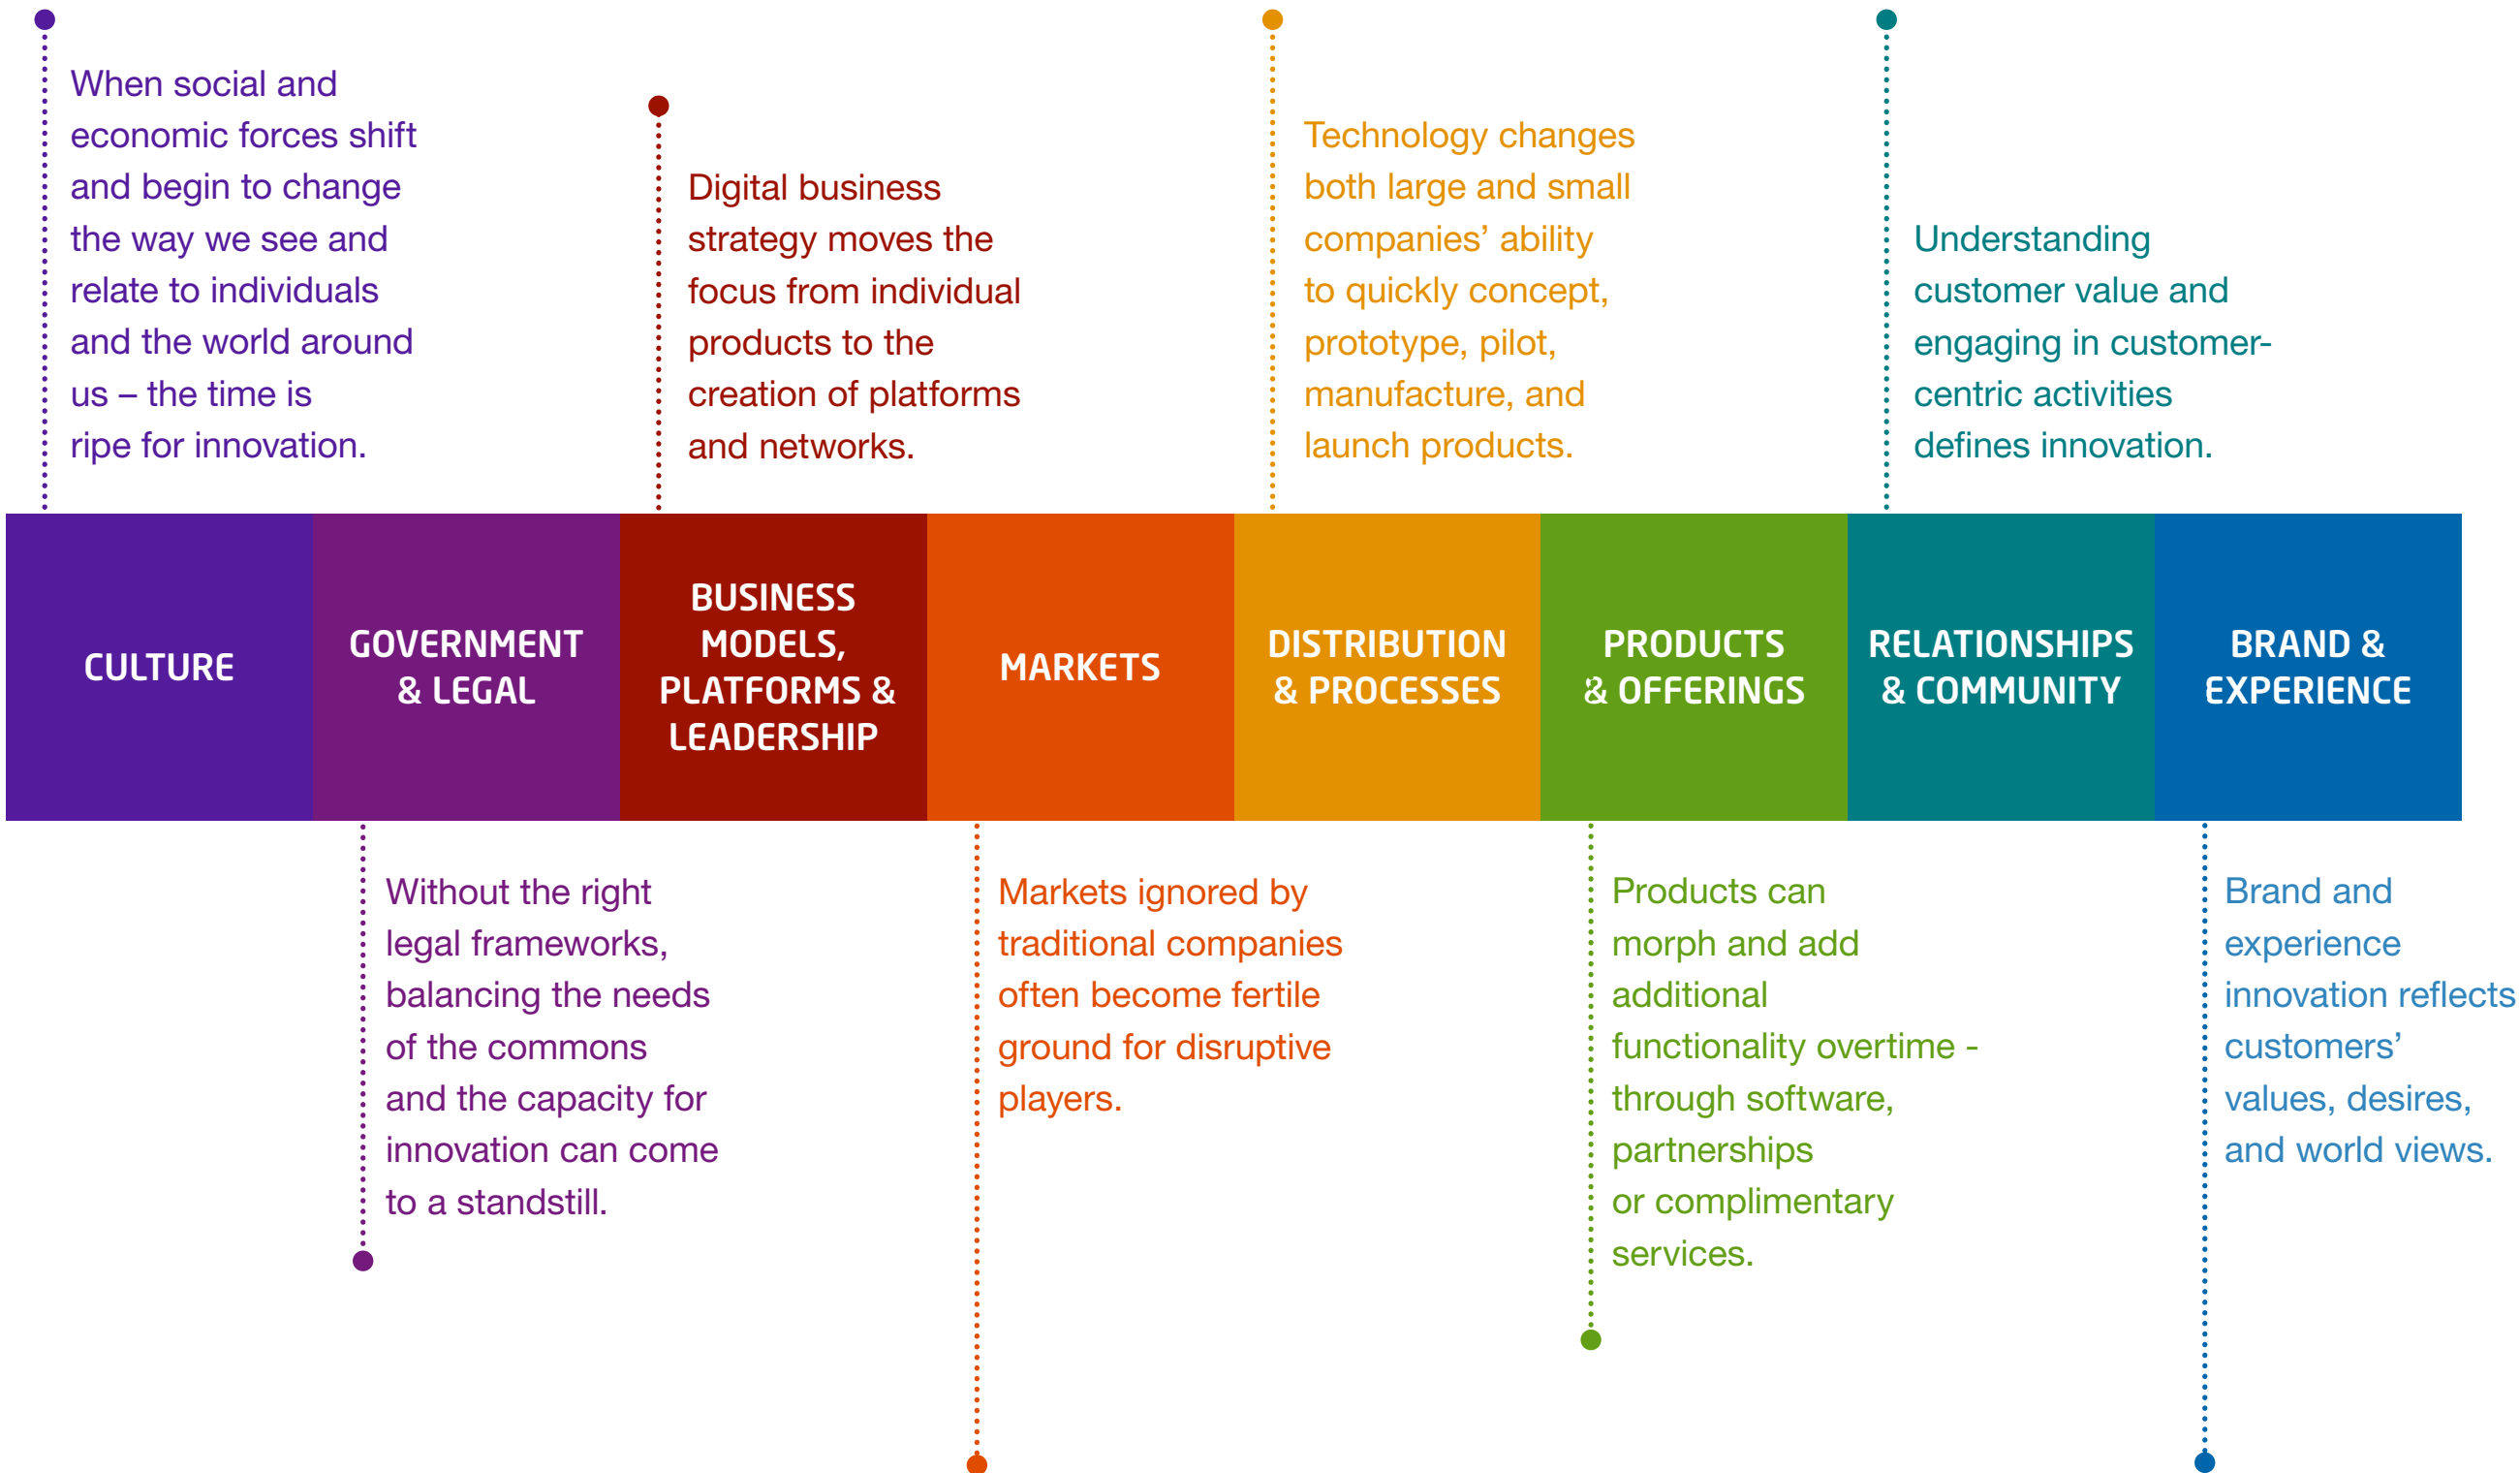 When social and
economic forces shift
and begin to change
the way we see and
relate to individuals
and the world around
us – the time is
ripe for innovation.
Digital business
strategy moves the
focus from individual
products to the
creation of platforms
and networks.
Technology changes
both large and small
companies’ ability
to quickly concept,
prototype, pilot,
manufacture, and
launch products.
Understanding
customer value and
engaging in customer-
centric activities
defines innovation.
CULTURE
GOVERNMENT
& LEGAL
BUSINESS
MODELS,
PLATFORMS &
LEADERSHIP
MARKETS
DISTRIBUTION
& PROCESSES
PRODUCTS
& OFFERINGS
RELATIONSHIPS
& COMMUNITY
BRAND &
EXPERIENCE
Without the right
legal frameworks,
balancing the needs
of the commons
and the capacity for
innovation can come
to a standstill.
Markets ignored by
traditional companies
often become fertile
ground for disruptive
players.
Products can
morph and add
additional
functionality overtime -
through software,
partnerships
or complimentary
services.
Brand and
experience
innovation reflects
customers’
values, desires,
and world views.